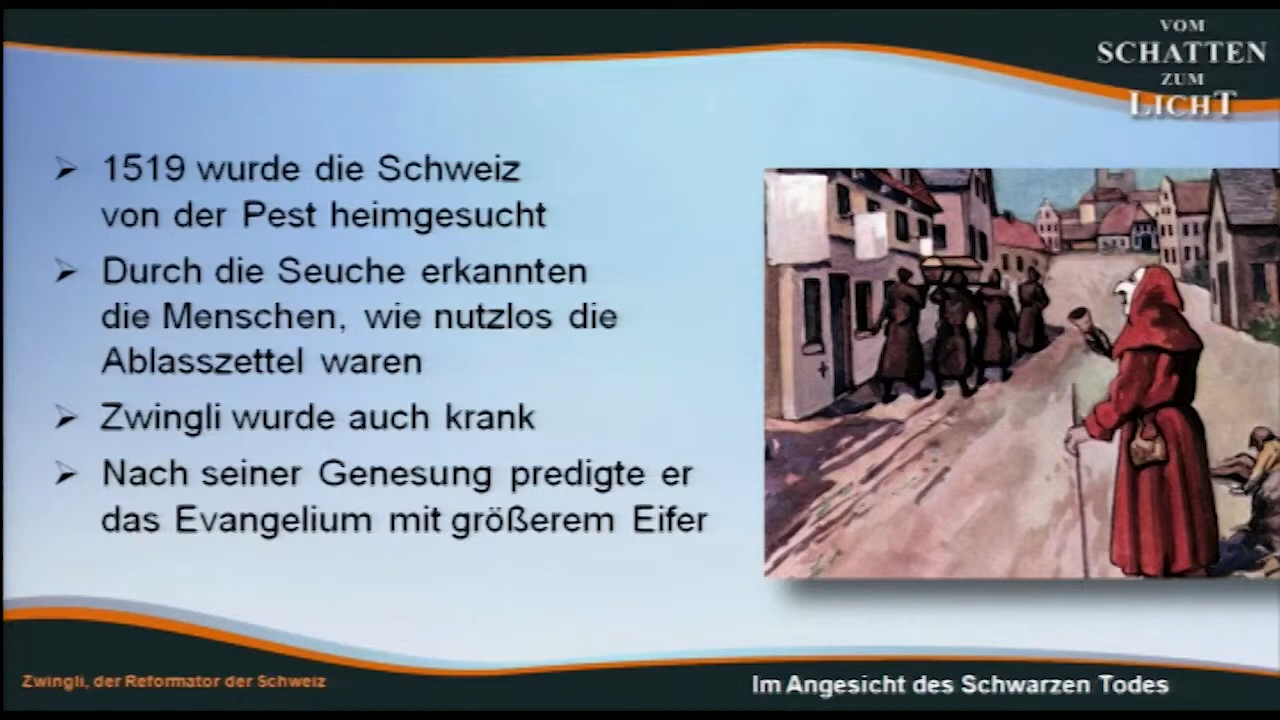 VOM
SCHATTEN
ZUM
LICHT
1519 wurde die Schweiz
von der Pest heimgesucht
Durch die Seuche erkannten
die Menschen, wie nutzlos die
Ablasszettel waren
Zwingli wurde auch krank
Nach seiner Genesung predigte er
das Evangelium mit größerem Eifer
Zwingli, der Reformator der Schweiz
Im Angesicht des Schwarzen Todes